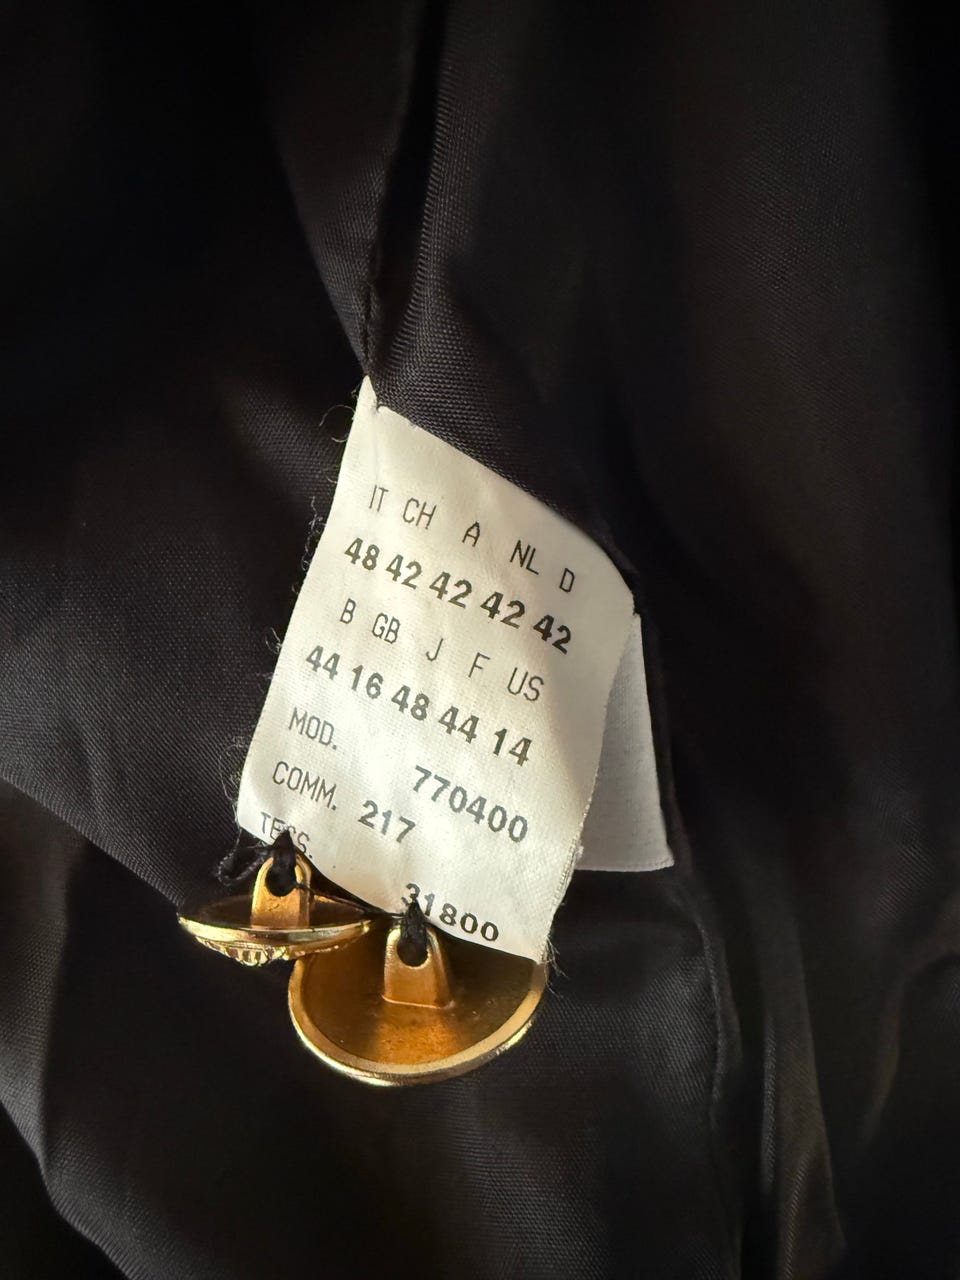 IT CH A NL D
48 42 42 42 42
B GB J F US
44 16 48 44 14
MOD. 770400
COMM. 217
TESS. 31800